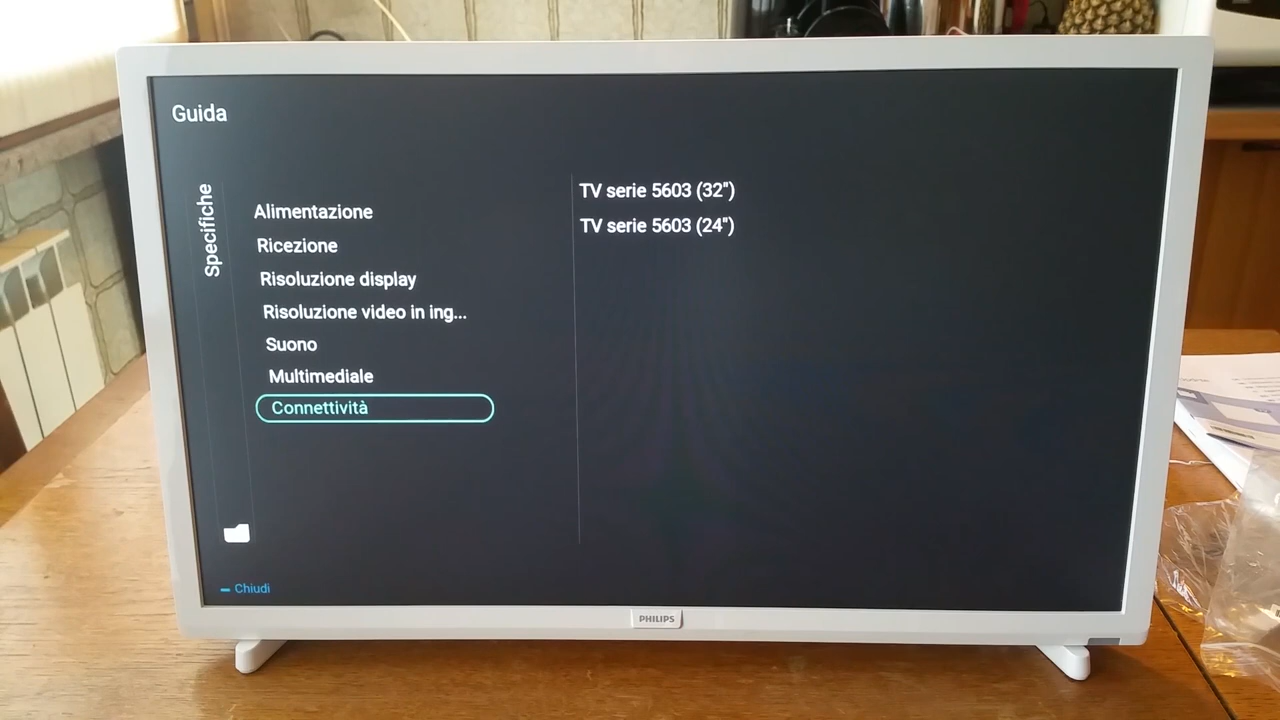 Guida
Specifiche
Alimentazione
Ricezione
Risoluzione display
Risoluzione video in ing...
Suono
Multimediale
Connettività
TV serie 5603 (32")
TV serie 5603 (24")
Chiudi
PHILIPS